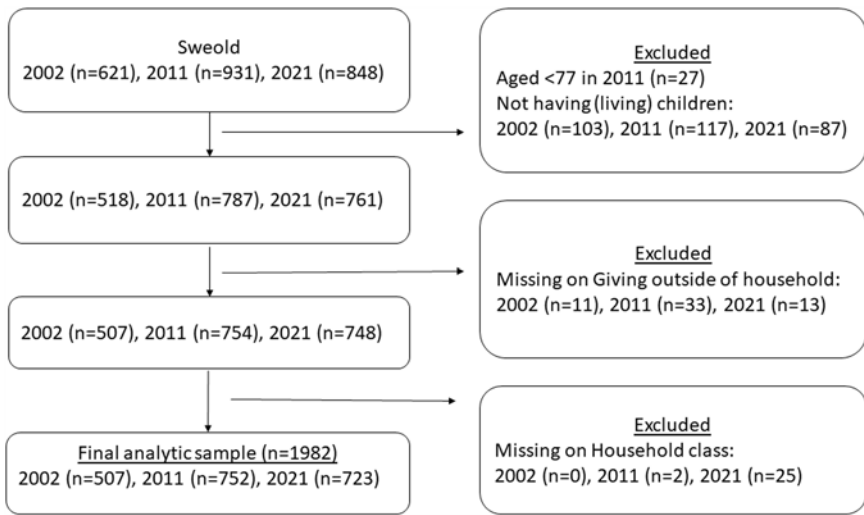 Sweold
2002 (n=621), 2011 (n=931), 2021 (n=848)
Excluded
Aged <77 in 2011 (n=27)
Not having (living) children:
2002 (n=103), 2011 (n=117), 2021 (n=87)
2002 (n=518), 2011 (n=787), 2021 (n=761)
Excluded
Missing on Giving outside of household:
2002 (n=11), 2011 (n=33), 2021 (n=13)
2002 (n=507), 2011 (n=754), 2021 (n=748)
Excluded
Missing on Household class:
2002 (n=0), 2011 (n=2), 2021 (n=25)
Final analytic sample (n=1982)
2002 (n=507), 2011 (n=752), 2021 (n=723)